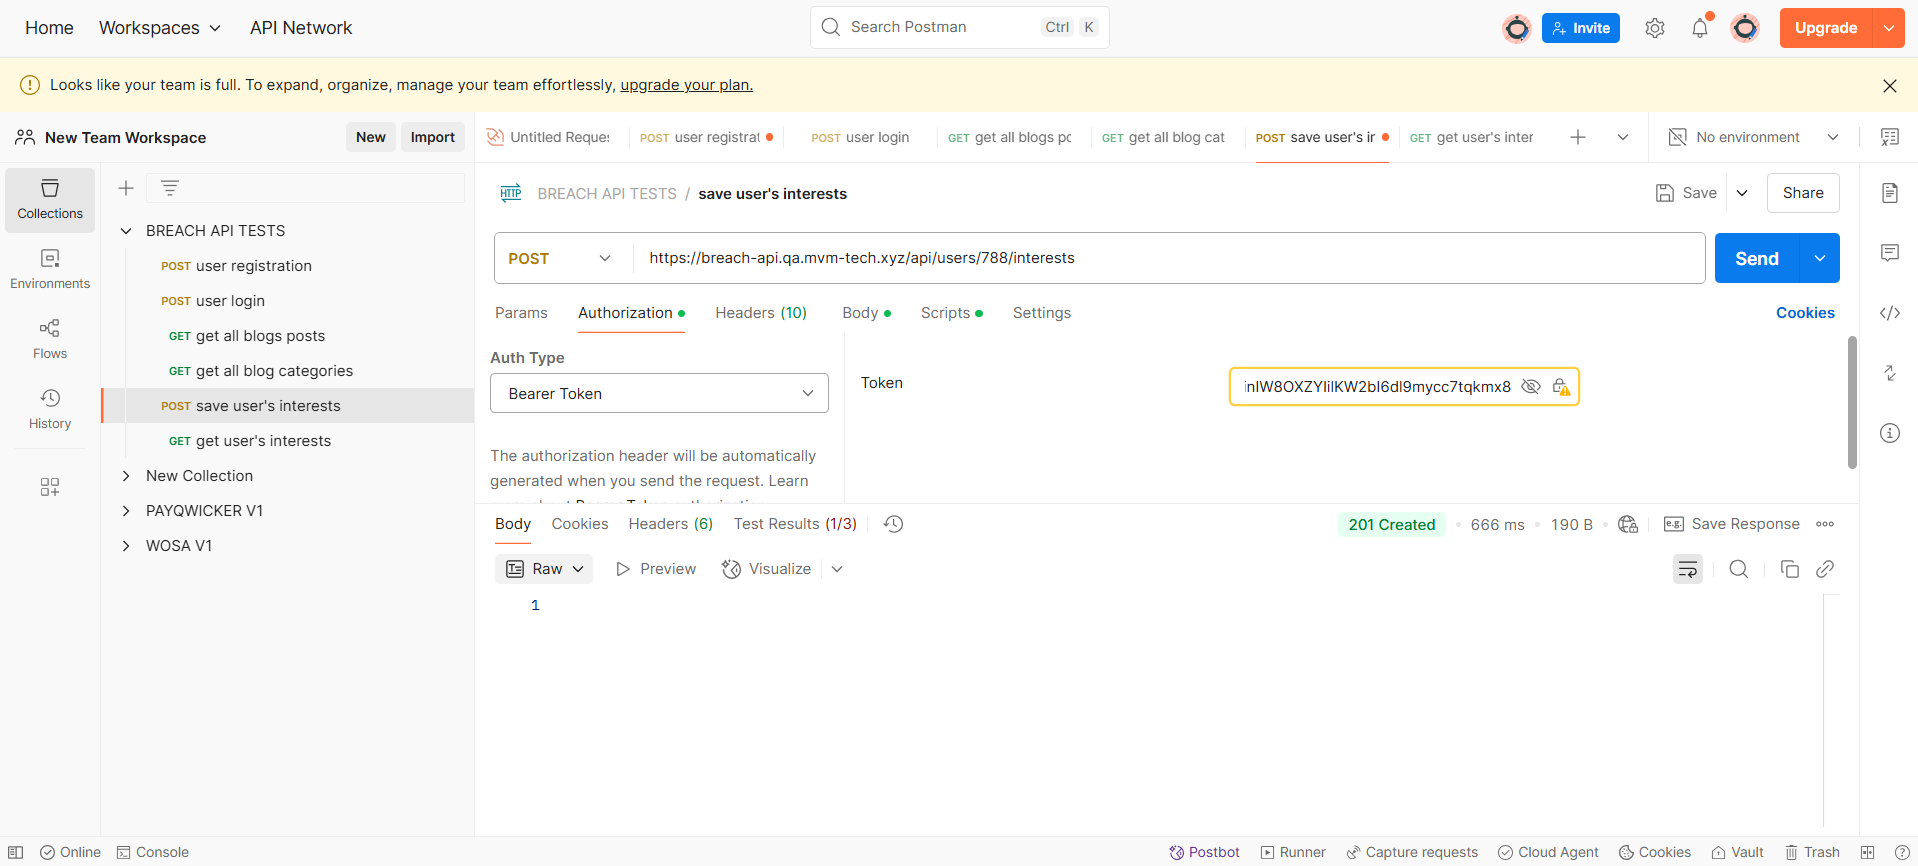 Home
Workspaces
API Network
Search Postman
Ctrl
K
Invite
Upgrade
Looks like your team is full. To expand, organize, manage your team effortlessly, upgrade your plan.
New Team Workspace
New
Import
Untitled Reques
POST user registrat
POST user login
GET get all blogs po
GET get all blog cat
POST save user's ir
GET get user's inter
No environment
Collections
Environments
Flows
History
BREACH API TESTS
POST user registration
POST user login
GET get all blogs posts
GET get all blog categories
POST save user's interests
GET get user's interests
New Collection
PAYQWICKER V1
WOSA V1
HTTP
BREACH API TESTS / save user's interests
Save
Share
POST
https://breach-api.qa.mvm-tech.xyz/api/users/788/interests
Send
Params
Authorization
Headers (10)
Body
Scripts
Settings
Cookies
Auth Type
Bearer Token
The authorization header will be automatically
generated when you send the request. Learn
Token
Body
Cookies
Headers (6)
Test Results (1/3)
201 Created
666 ms
190 B
e.g.
Save Response
Raw
Preview
Visualize
1
Online
Console
Postbot
Runner
Capture requests
Cloud Agent
Cookies
Vault
Trash